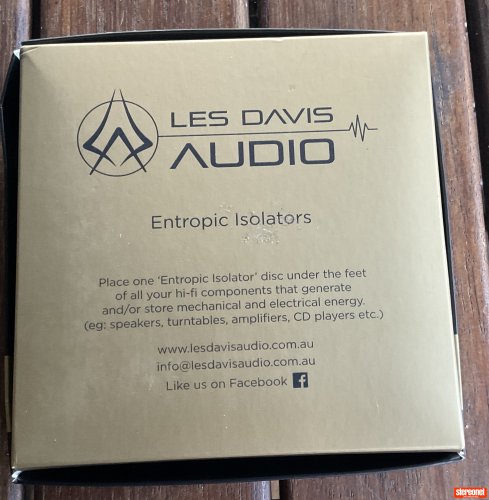 LES DAVIS
AUDIO
Entropic Isolators
Place one 'Entropic Isolator' disc under the feet
of all your hi-fi components that generate
and/or store mechanical and electrical energy.
(eg: speakers, turntables, amplifiers, CD players etc.)
www.lesdavisaudio.com.au
info@lesdavisaudio.com.au
Like us on Facebook f
stereonet